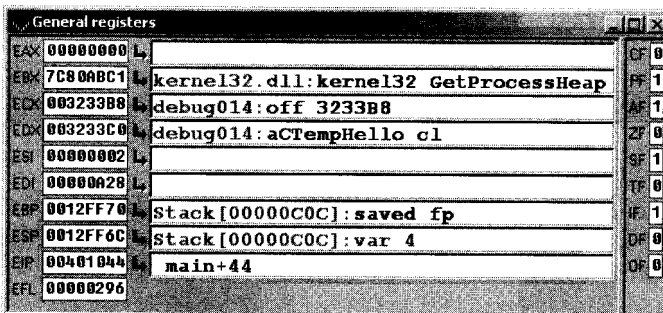 General registers
EAX 00000000
EBX 7C80ABC1 kernel32.dll:kernel32 GetProcessHeap
ECX 003233B8 debug014:off 3233B8
EDX 003233C0 debug014:aCTempHello cl
ESI 00000002
EDI 00000A28
EBP 0012FF70 Stack[00000C0C]:saved fp
ESP 0012FF6C Stack[00000C0C]:var 4
EIP 00401044 main+44
EFL 00000296
CF 0
PF 1
AF 1
ZF 0
SF 1
TF 0
IF 1
DF 0
OF 0